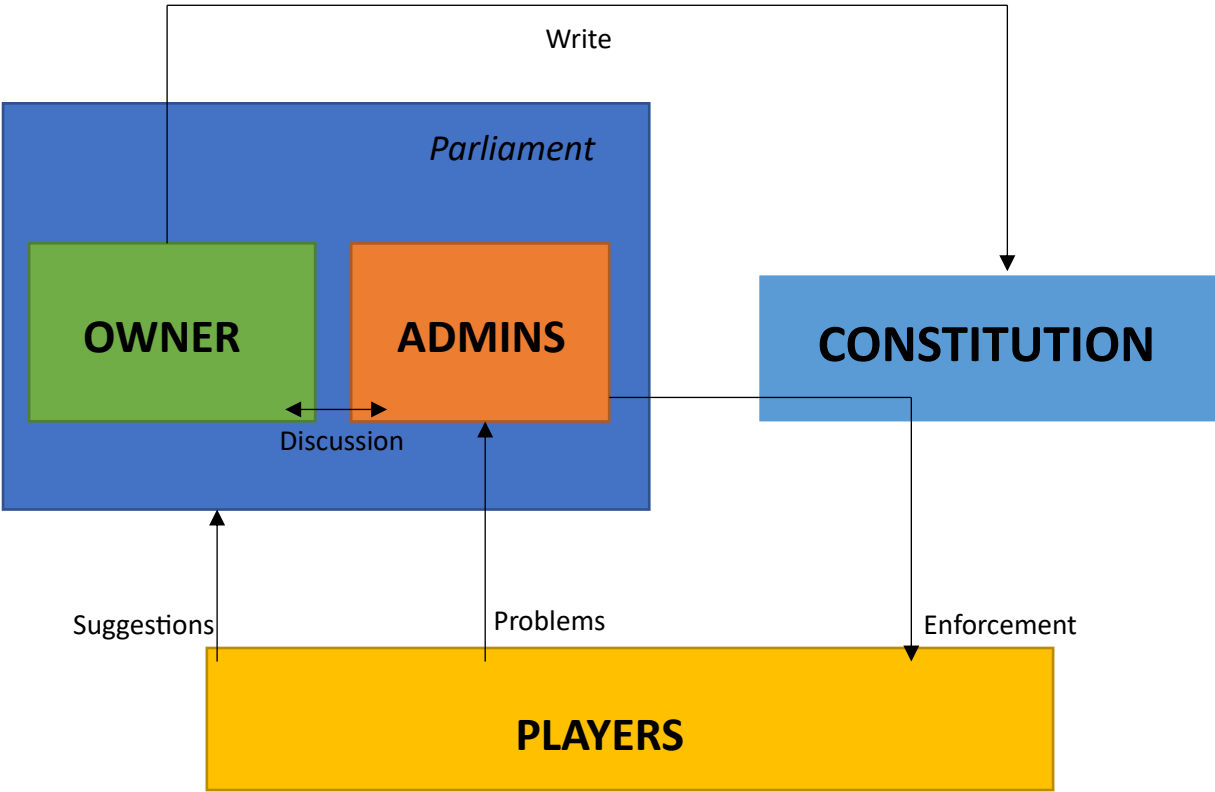 Write
Parliament
OWNER
ADMINS
CONSTITUTION
Discussion
Suggestions
Problems
Enforcement
PLAYERS